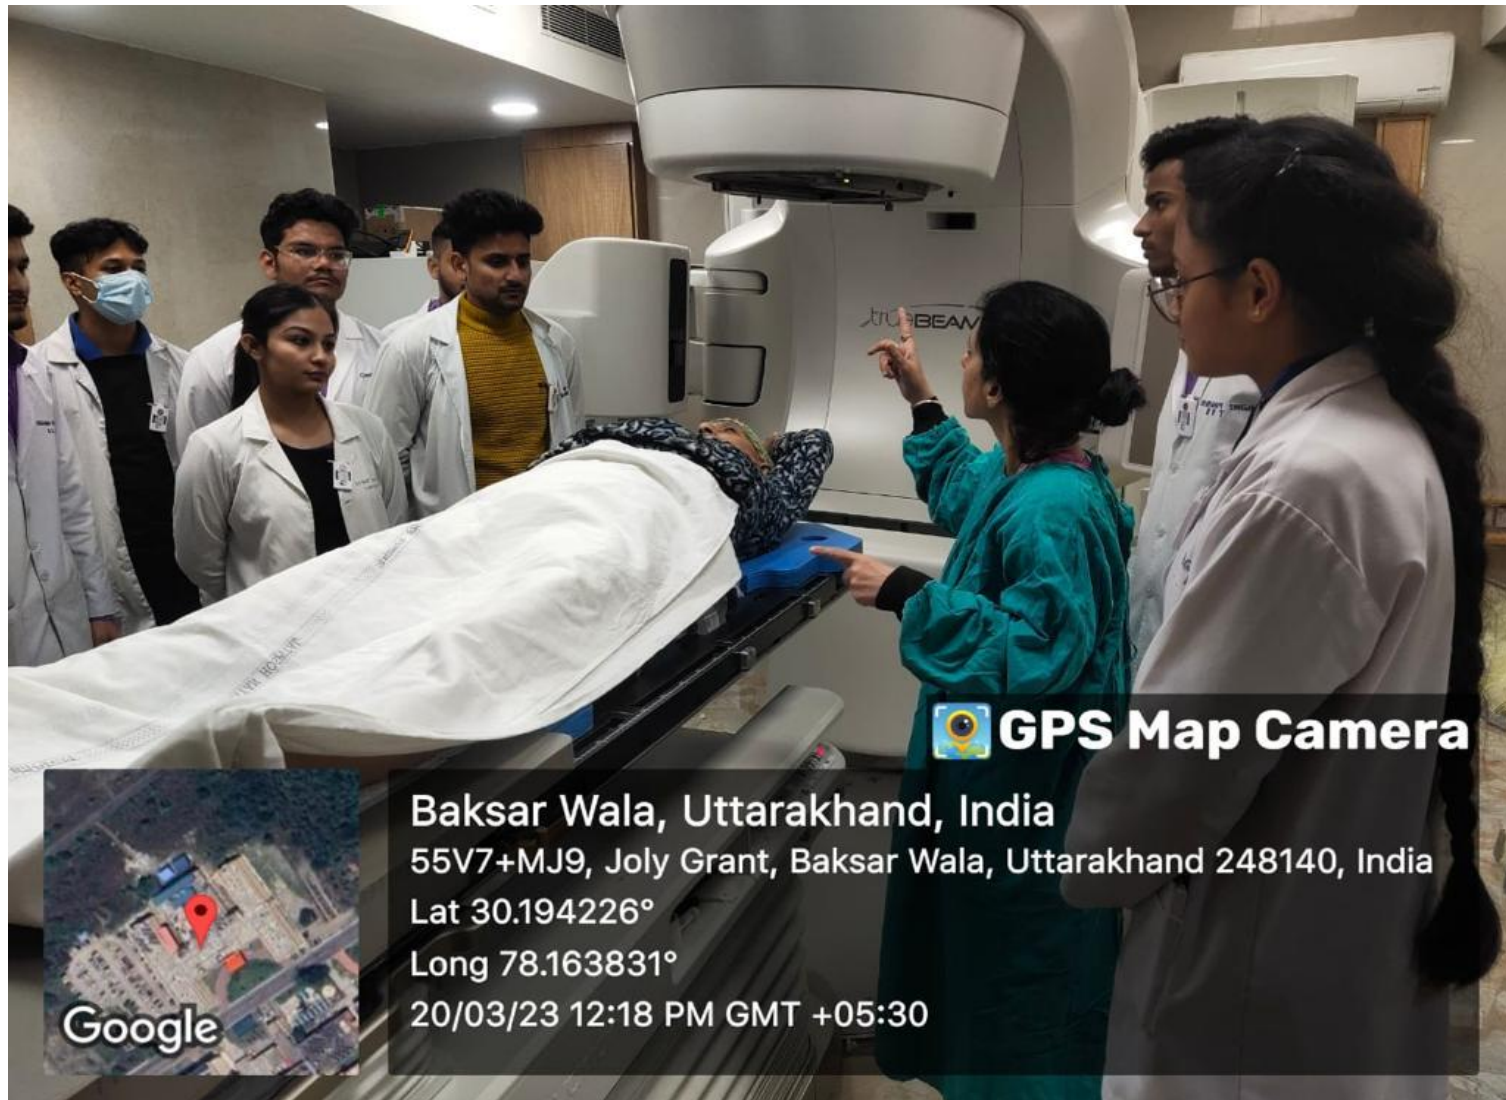 trueBEAM
GPS Map Camera
Baksar Wala, Uttarakhand, India
55V7+MJ9, Joly Grant, Baksar Wala, Uttarakhand 248140, India
Lat 30.194226°
Long 78.163831°
20/03/23 12:18 PM GMT +05:30
Google